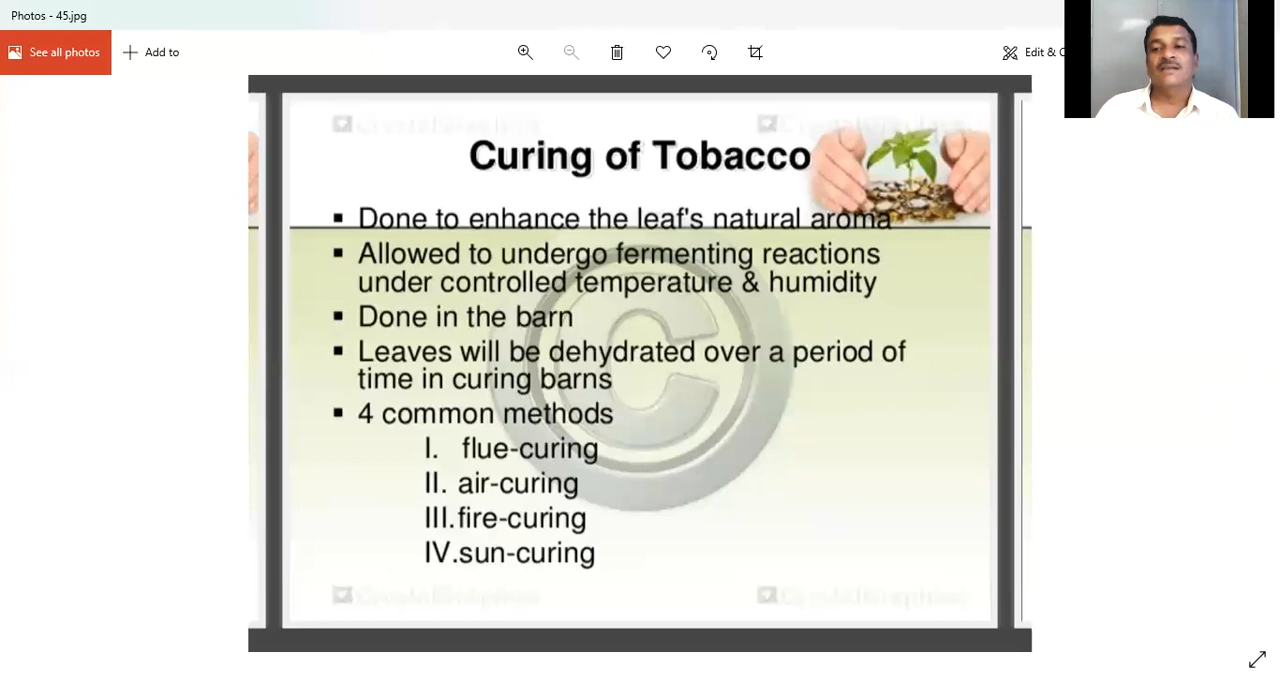 Photos - 45.jpg
See all photos
Add to
Edit & C
Curing of Tobacco
▪ Done to enhance the leaf's natural aroma
▪ Allowed to undergo fermenting reactions
under controlled temperature & humidity
▪ Done in the barn
▪ Leaves will be dehydrated over a period of
time in curing barns
▪ 4 common methods
I. flue-curing
II. air-curing
III.fire-curing
IV.sun-curing